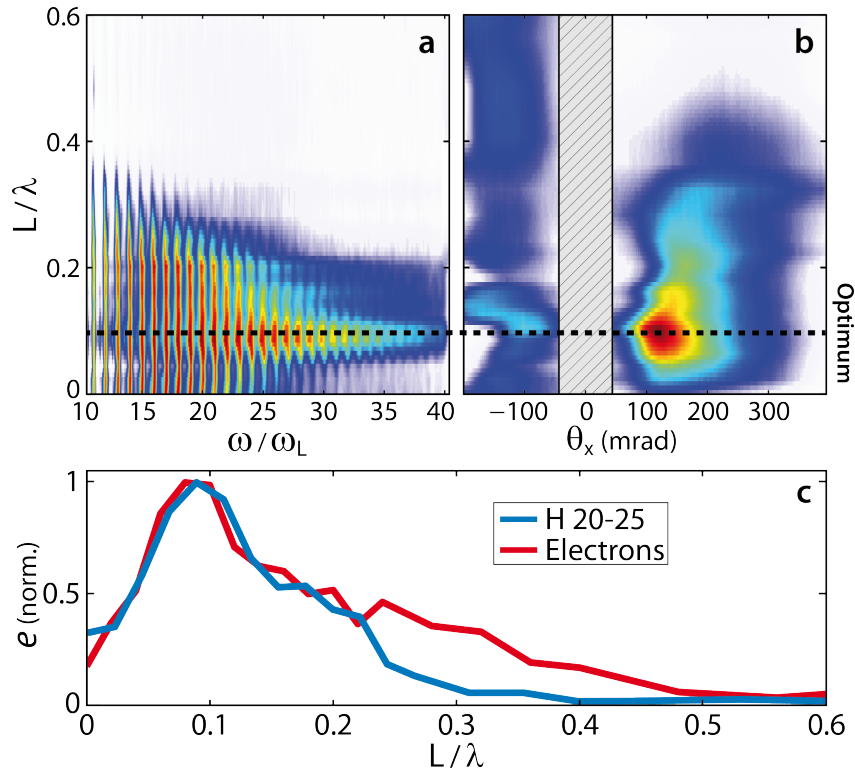 0.6
0.4
0.2
0
L/λ
a
10 15 20 25 30 35 40
ω/ω_L
b
−100 0 100 200 300
θ_x (mrad)
Optimum
c
1
0.5
0
e (norm.)
H 20-25
Electrons
0 0.1 0.2 0.3 0.4 0.5 0.6
L/λ